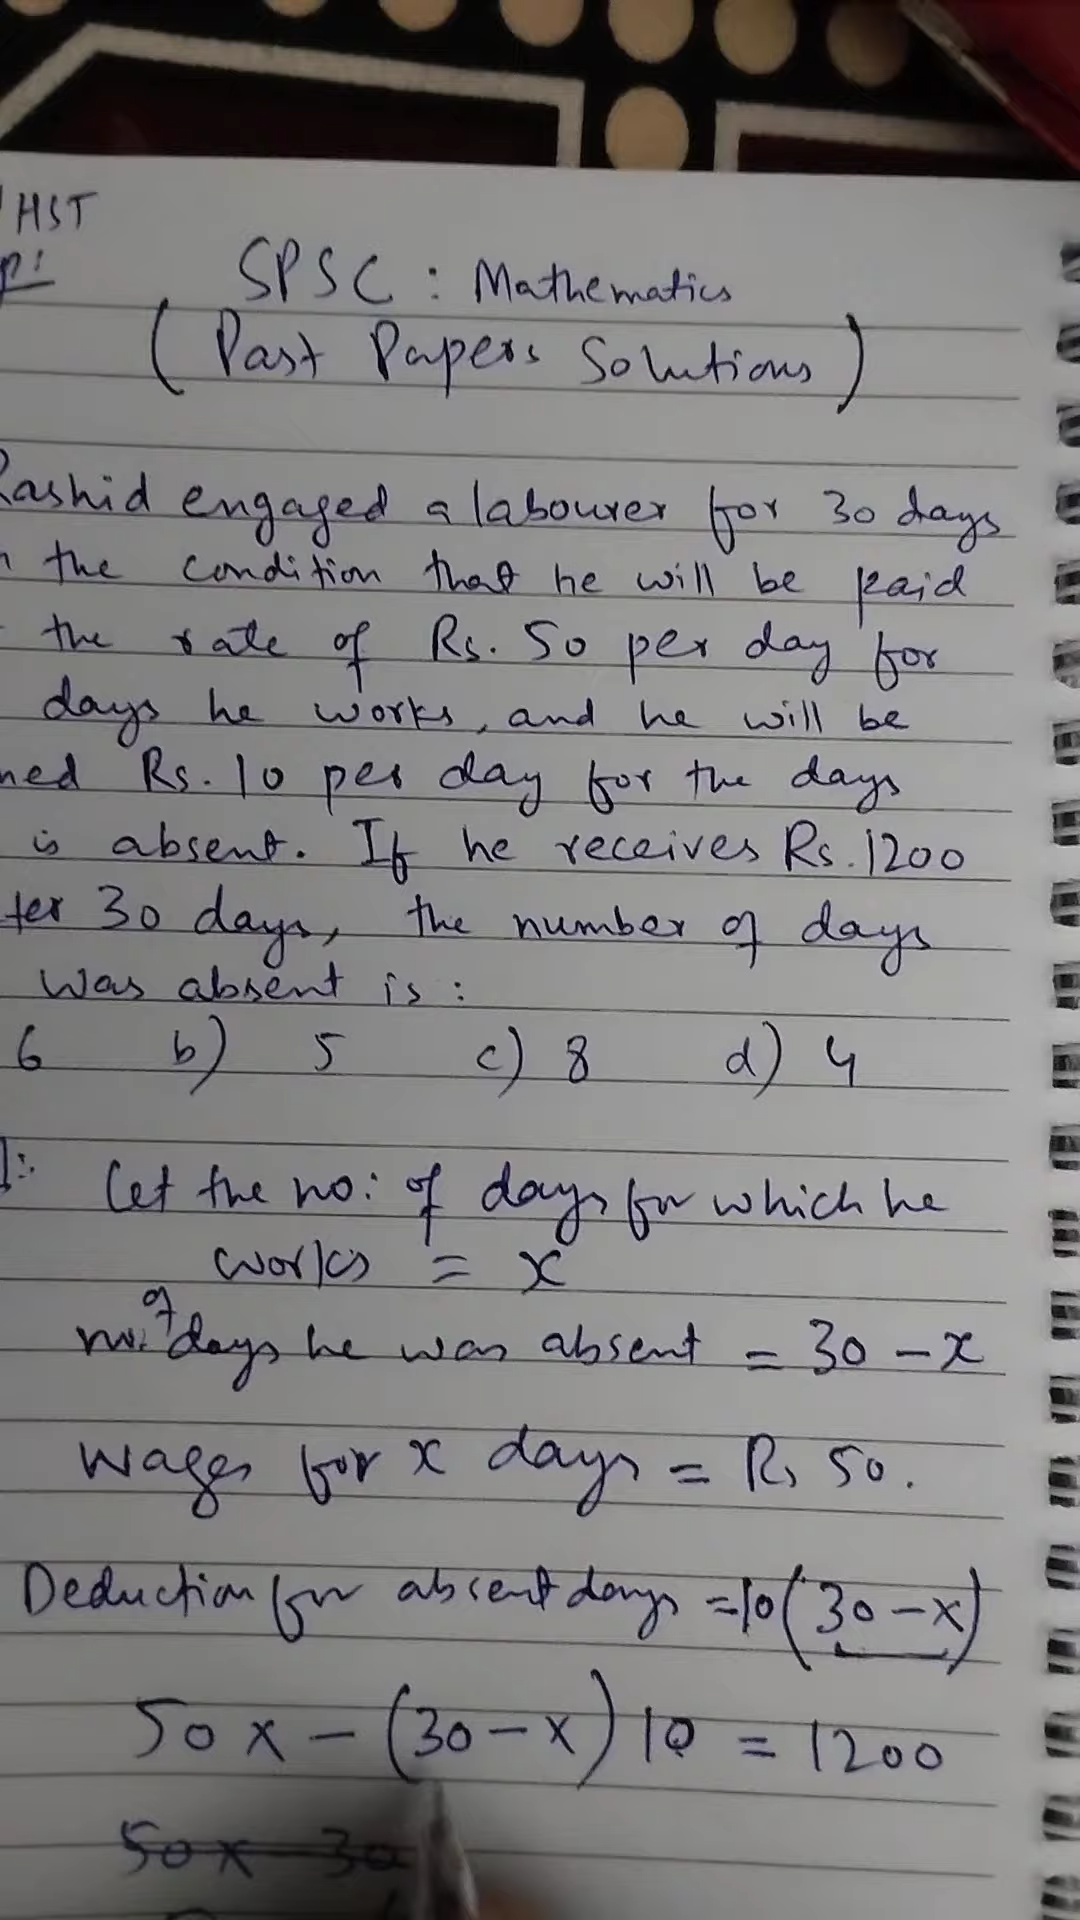 HST
SPSC : Mathematics
( Past Papers Solutions )
Rashid engaged a labourer for 30 days
the condition that he will be paid
the rate of Rs. 50 per day for
days he works, and he will be
ned Rs. 10 per day for the days
is absent. If he receives Rs. 1200
ter 30 days, the number of days
was absent is :
6 b) 5 c) 8 d) 4
Let the no: of days for which he
works = x
no: of days he was absent = 30 - x
wages for x days = Rs 50.
Deduction for absent days = 10(30-x)
50x - (30-x) 10 = 1200
50x 30